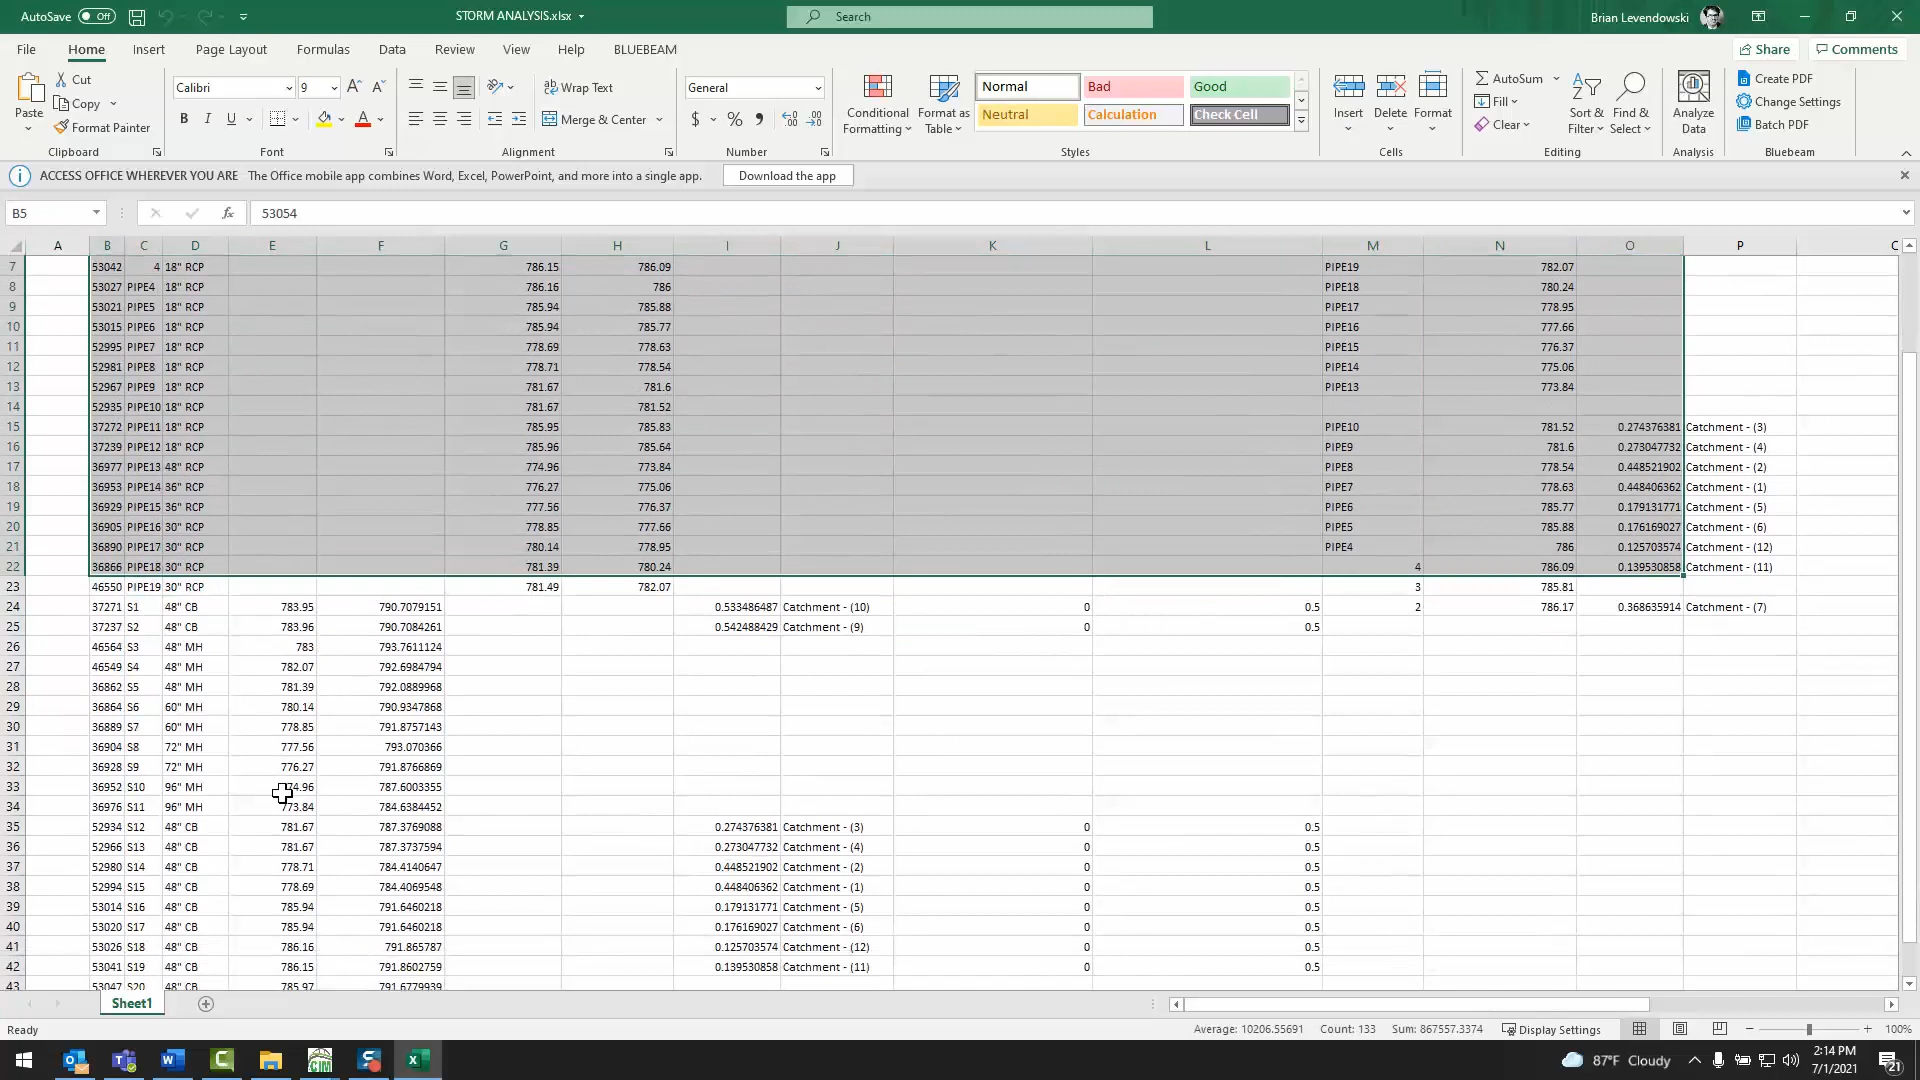 AutoSave Off STORM ANALYSIS.xlsx Search Brian Levendowski
File Home Insert Page Layout Formulas Data Review View Help BLUEBEAM Share Comments
Paste Cut Copy Format Painter Clipboard
Calibri 9 B I U Font
Wrap Text Merge & Center Alignment
General $ % Number
Conditional Formatting Format as Table Normal Bad Good Neutral Calculation Check Cell Styles
Insert Delete Format Cells
AutoSum Fill Clear Sort & Filter Find & Select Editing
Analyze Data Analysis
Create PDF Change Settings Batch PDF Bluebeam
ACCESS OFFICE WHEREVER YOU ARE The Office mobile app combines Word, Excel, PowerPoint, and more into a single app. Download the app
B5 fx 53054
A B C D E F G H I J K L M N O P
7 53042 4 18" RCP 786.15 786.09 PIPE19 782.07
8 53027 PIPE4 18" RCP 786.16 786 PIPE18 780.24
9 53021 PIPE5 18" RCP 785.94 785.88 PIPE17 778.95
10 53015 PIPE6 18" RCP 785.94 785.77 PIPE16 777.66
11 52995 PIPE7 18" RCP 778.69 778.63 PIPE15 776.37
12 52981 PIPE8 18" RCP 778.71 778.54 PIPE14 775.06
13 52967 PIPE9 18" RCP 781.67 781.6 PIPE13 773.84
14 52935 PIPE10 18" RCP 781.67 781.52
15 37272 PIPE11 18" RCP 785.95 785.83 PIPE10 781.52 0.274376381 Catchment - (3)
16 37239 PIPE12 18" RCP 785.96 785.64 PIPE9 781.6 0.273047732 Catchment - (4)
17 36977 PIPE13 48" RCP 774.96 773.84 PIPE8 778.54 0.448521902 Catchment - (2)
18 36953 PIPE14 36" RCP 776.27 775.06 PIPE7 778.63 0.448406362 Catchment - (1)
19 36929 PIPE15 36" RCP 777.56 776.37 PIPE6 785.77 0.179131771 Catchment - (5)
20 36905 PIPE16 30" RCP 778.85 777.66 PIPE5 785.88 0.176169027 Catchment - (6)
21 36890 PIPE17 30" RCP 780.14 778.95 PIPE4 786 0.125703574 Catchment - (12)
22 36866 PIPE18 30" RCP 781.39 780.24 4 786.09 0.139530858 Catchment - (11)
23 46550 PIPE19 30" RCP 781.49 782.07 3 785.81
24 37271 S1 48" CB 783.95 790.7079151 0.533486487 Catchment - (10) 0 0.5 2 786.17 0.368635914 Catchment - (7)
25 37237 S2 48" CB 783.96 790.7084261 0.542488429 Catchment - (9) 0 0.5
26 46564 S3 48" MH 783 793.7611124
27 46549 S4 48" MH 782.07 792.6984794
28 36862 S5 48" MH 781.39 792.0889968
29 36864 S6 60" MH 780.14 790.9347868
30 36889 S7 60" MH 778.85 791.8757143
31 36904 S8 72" MH 777.56 793.070366
32 36928 S9 72" MH 776.27 791.8766869
33 36952 S10 96" MH 74.96 787.6003355
34 36976 S11 96" MH 773.84 784.6384452
35 52934 S12 48" CB 781.67 787.3769088 0.274376381 Catchment - (3) 0 0.5
36 52966 S13 48" CB 781.67 787.3737594 0.273047732 Catchment - (4) 0 0.5
37 52980 S14 48" CB 778.71 784.4140647 0.448521902 Catchment - (2) 0 0.5
38 52994 S15 48" CB 778.69 784.4069548 0.448406362 Catchment - (1) 0 0.5
39 53014 S16 48" CB 785.94 791.6460218 0.179131771 Catchment - (5) 0 0.5
40 53020 S17 48" CB 785.94 791.6460218 0.176169027 Catchment - (6) 0 0.5
41 53026 S18 48" CB 786.16 791.865787 0.125703574 Catchment - (12) 0 0.5
42 53041 S19 48" CB 786.15 791.8602759 0.139530858 Catchment - (11) 0 0.5
43 53047 S20 48" CB 785.97 791.6779939
Sheet1
Ready Average: 10206.55691 Count: 133 Sum: 867557.3374 Display Settings 100%
87°F Cloudy 2:14 PM
7/1/2021 21